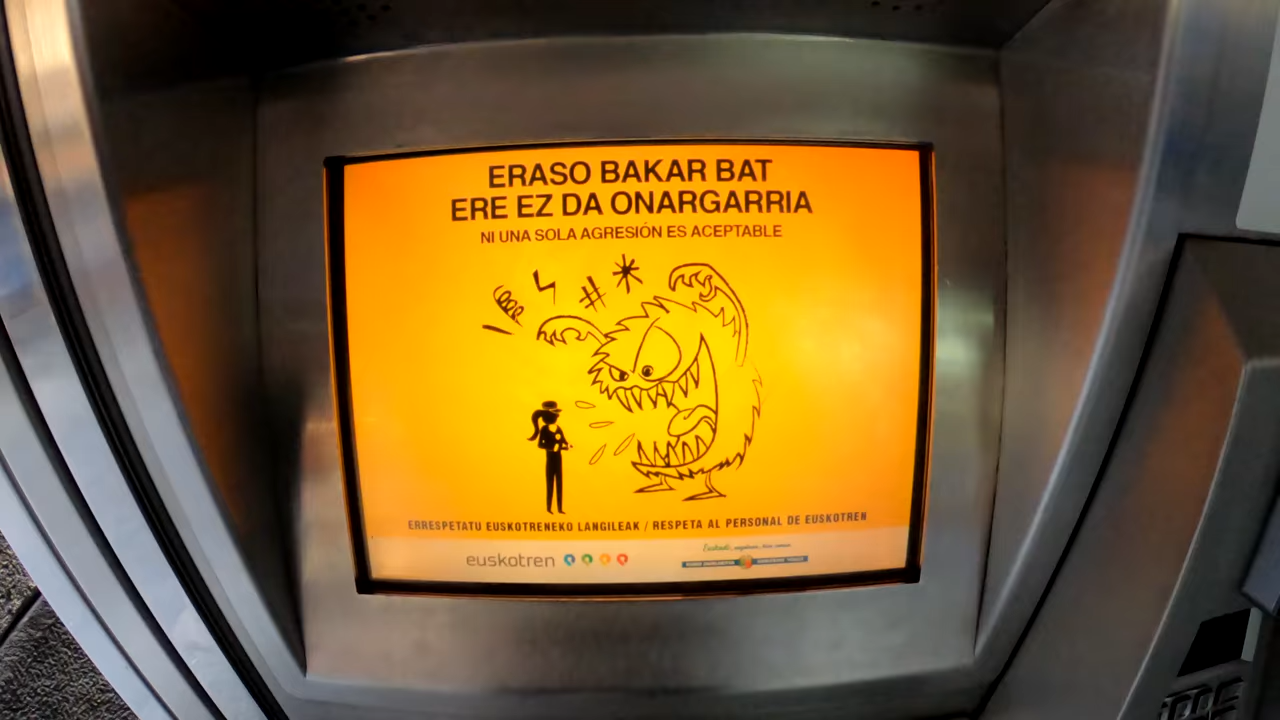 ERASO BAKAR BAT
ERE EZ DA ONARGARRIA
NI UNA SOLA AGRESIÓN ES ACEPTABLE
#
*
ERRESPETATU EUSKOTRENEKO LANGILEAK / RESPETA AL PERSONAL DE EUSKOTREN
euskotren
Euskadi